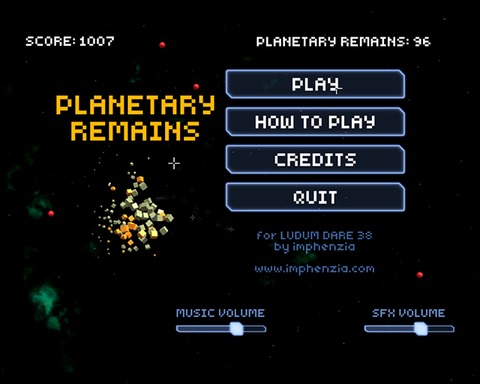 SCORE: 1007
PLANETARY REMAINS: 96
PLANETARY
REMAINS
PLAY
HOW TO PLAY
CREDITS
QUIT
for LUDUM DARE 38
by imphenzia
www.imphenzia.com
MUSIC VOLUME
SFX VOLUME